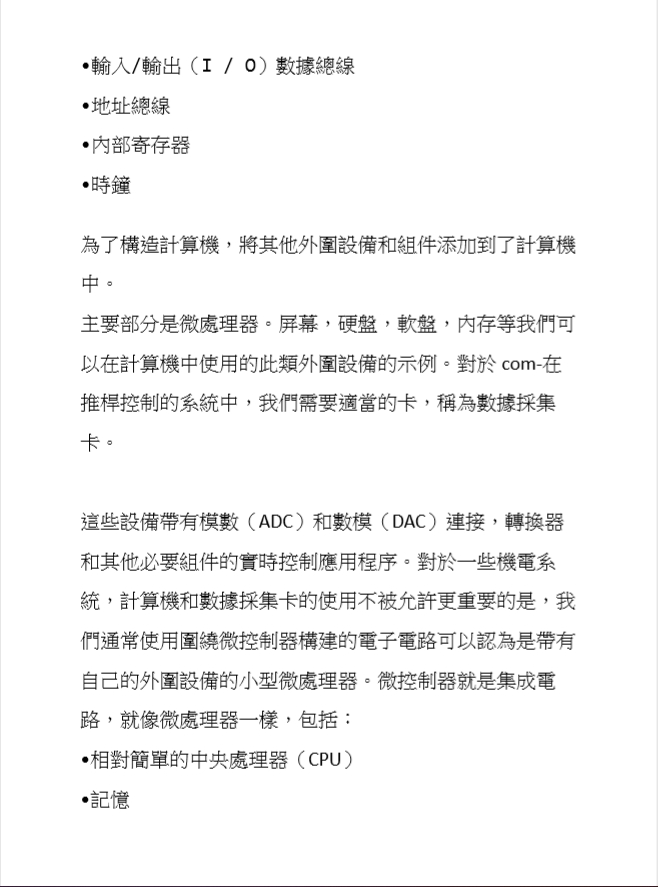 •輸入/輸出（I / O）數據總線
•地址總線
•內部寄存器
•時鐘
為了構造計算機，將其他外圍設備和組件添加到了計算機
中。
主要部分是微處理器。屏幕，硬盤，軟盤，內存等我們可
以在計算機中使用的此類外圍設備的示例。對於 com-在
推桿控制的系統中，我們需要適當的卡，稱為數據採集
卡。
這些設備帶有模數（ADC）和數模（DAC）連接，轉換器
和其他必要組件的實時控制應用程序。對於一些機電系
統，計算機和數據採集卡的使用不被允許更重要的是，我
們通常使用圍繞微控制器構建的電子電路可以認為是帶有
自己的外圍設備的小型微處理器。微控制器就是集成電
路，就像微處理器一樣，包括：
•相對簡單的中央處理器（CPU）
•記憶